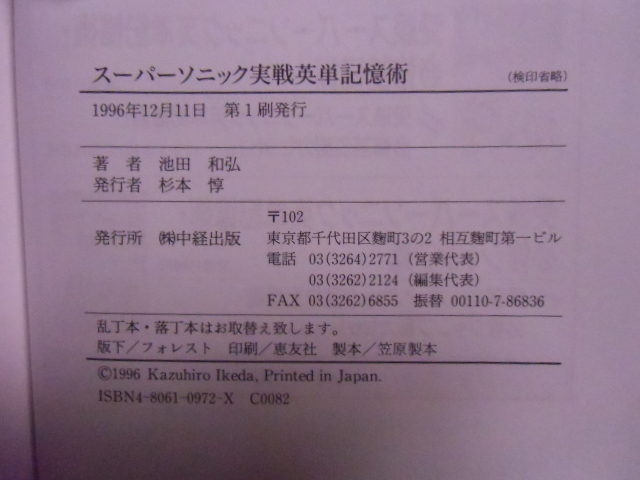 スーパーソニック実戦英単記憶術 (検印省略)
1996年12月11日 第1刷発行
著 者 池田 和弘
発行者 杉本 惇
〒102
発行所 ㈱中経出版 東京都千代田区麴町3の2 相互麴町第一ビル
電話 03(3264)2771 (営業代表)
03(3262)2124 (編集代表)
FAX 03(3262)6855 振替 00110-7-86836
乱丁本・落丁本はお取替え致します。
版下/フォレスト 印刷/恵友社 製本/笠原製本
©1996 Kazuhiro Ikeda, Printed in Japan.
ISBN4-8061-0972-X C0082